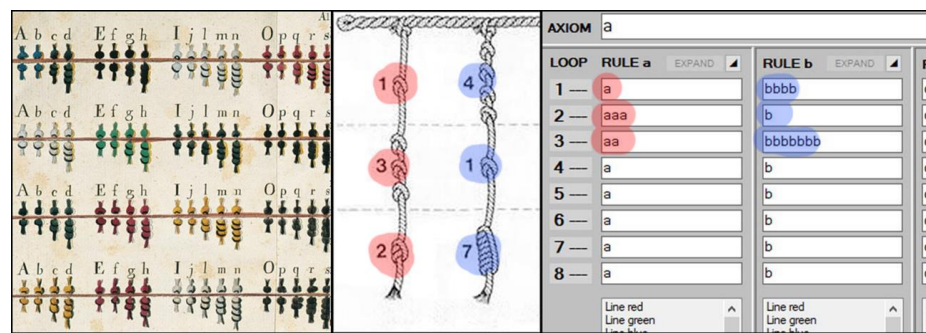 Al
A b c d E f g h I j l m n O p q r s
A b c d E f g h I j l m n O p q r s
A b c d E f g h I j l m n O p q r s
A b c d E f g h I j l m n O p q r s
1 4
3 1
2 7
AXIOM a
LOOP RULE a EXPAND RULE b EXPAND
1 a bbbb
2 aaa b
3 aa bbbbbbb
4 a b
5 a b
6 a b
7 a b
8 a b
Line red Line red
Line green Line green